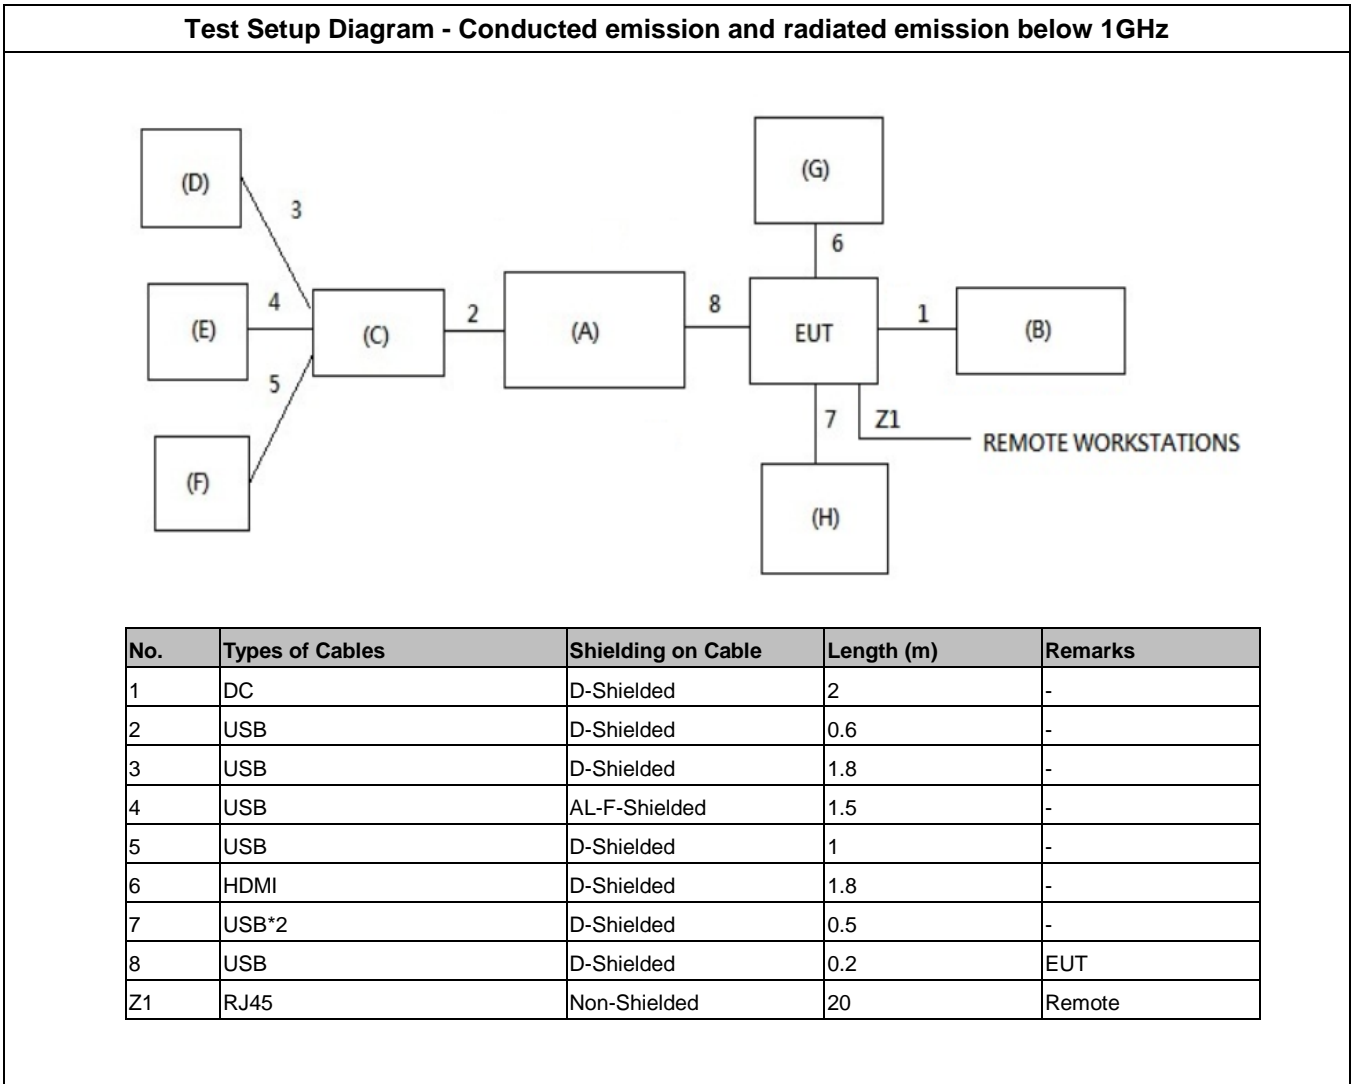 Test Setup Diagram - Conducted emission and radiated emission below 1GHz
(G)
(D)
3
6
4
8
2
1
(E)
(C)
(A)
EUT
(B)
5
7
Z1
REMOTE WORKSTATIONS
(F)
(H)
No. Types of Cables Shielding on Cable Length (m) Remarks
1 DC D-Shielded 2 -
2 USB D-Shielded 0.6 -
3 USB D-Shielded 1.8 -
4 USB AL-F-Shielded 1.5 -
5 USB D-Shielded 1 -
6 HDMI D-Shielded 1.8 -
7 USB*2 D-Shielded 0.5 -
8 USB D-Shielded 0.2 EUT
Z1 RJ45 Non-Shielded 20 Remote